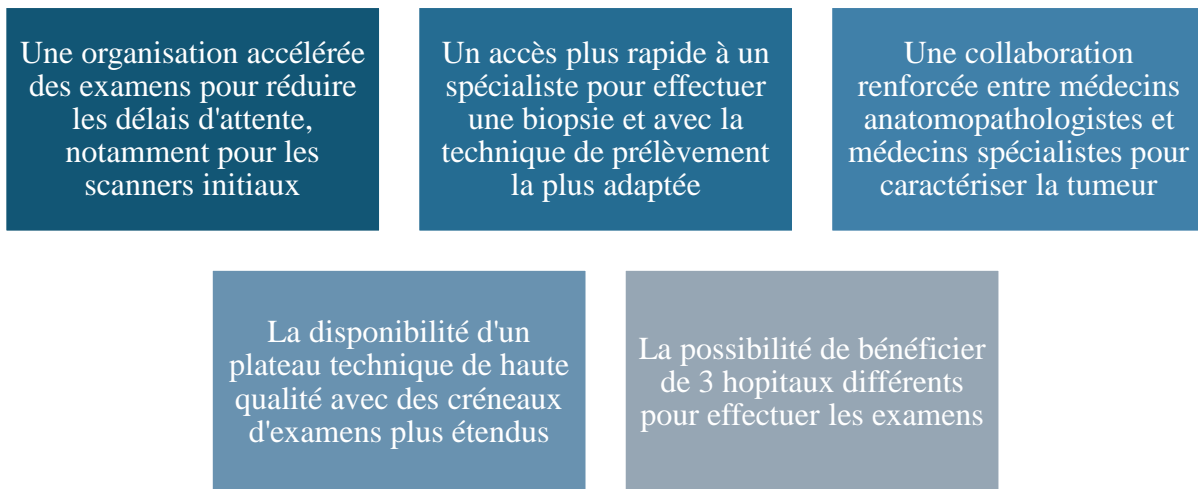 Une organisation accélérée
des examens pour réduire
les délais d'attente,
notamment pour les
scanners initiaux
Un accès plus rapide à un
spécialiste pour effectuer
une biopsie et avec la
technique de prélèvement
la plus adaptée
Une collaboration
renforcée entre médecins
anatomopathologistes et
médecins spécialistes pour
caractériser la tumeur
La disponibilité d'un
plateau technique de haute
qualité avec des créneaux
d'examens plus étendus
La possibilité de bénéficier
de 3 hopitaux différents
pour effectuer les examens